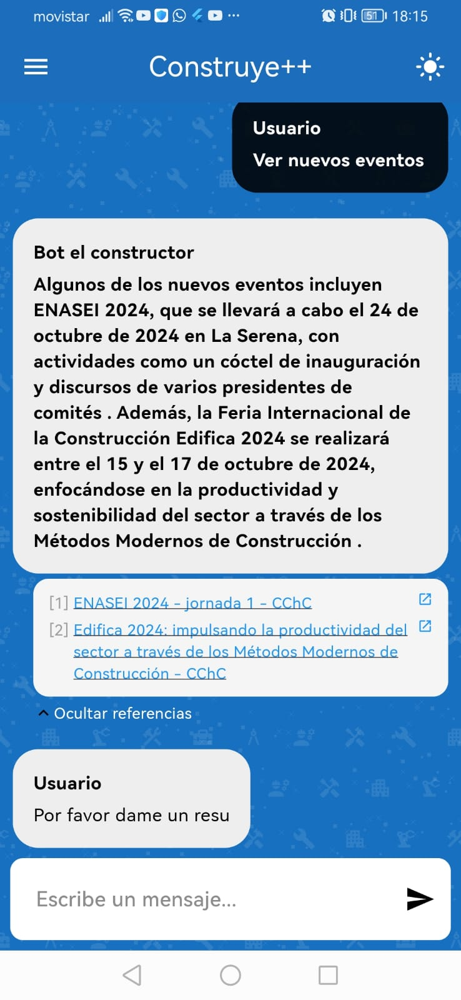 movistar 51 18:15
Construye++
Usuario
Ver nuevos eventos
Bot el constructor
Algunos de los nuevos eventos incluyen
ENASEI 2024, que se llevará a cabo el 24 de
octubre de 2024 en La Serena, con
actividades como un cóctel de inauguración
y discursos de varios presidentes de
comités . Además, la Feria Internacional de
la Construcción Edifica 2024 se realizará
entre el 15 y el 17 de octubre de 2024,
enfocándose en la productividad y
sostenibilidad del sector a través de los
Métodos Modernos de Construcción .
[1] ENASEI 2024 – jornada 1 – CChC
[2] Edifica 2024: impulsando la productividad del
sector a través de los Métodos Modernos de
Construcción – CChC
Ocultar referencias
Usuario
Por favor dame un resu
Escribe un mensaje...